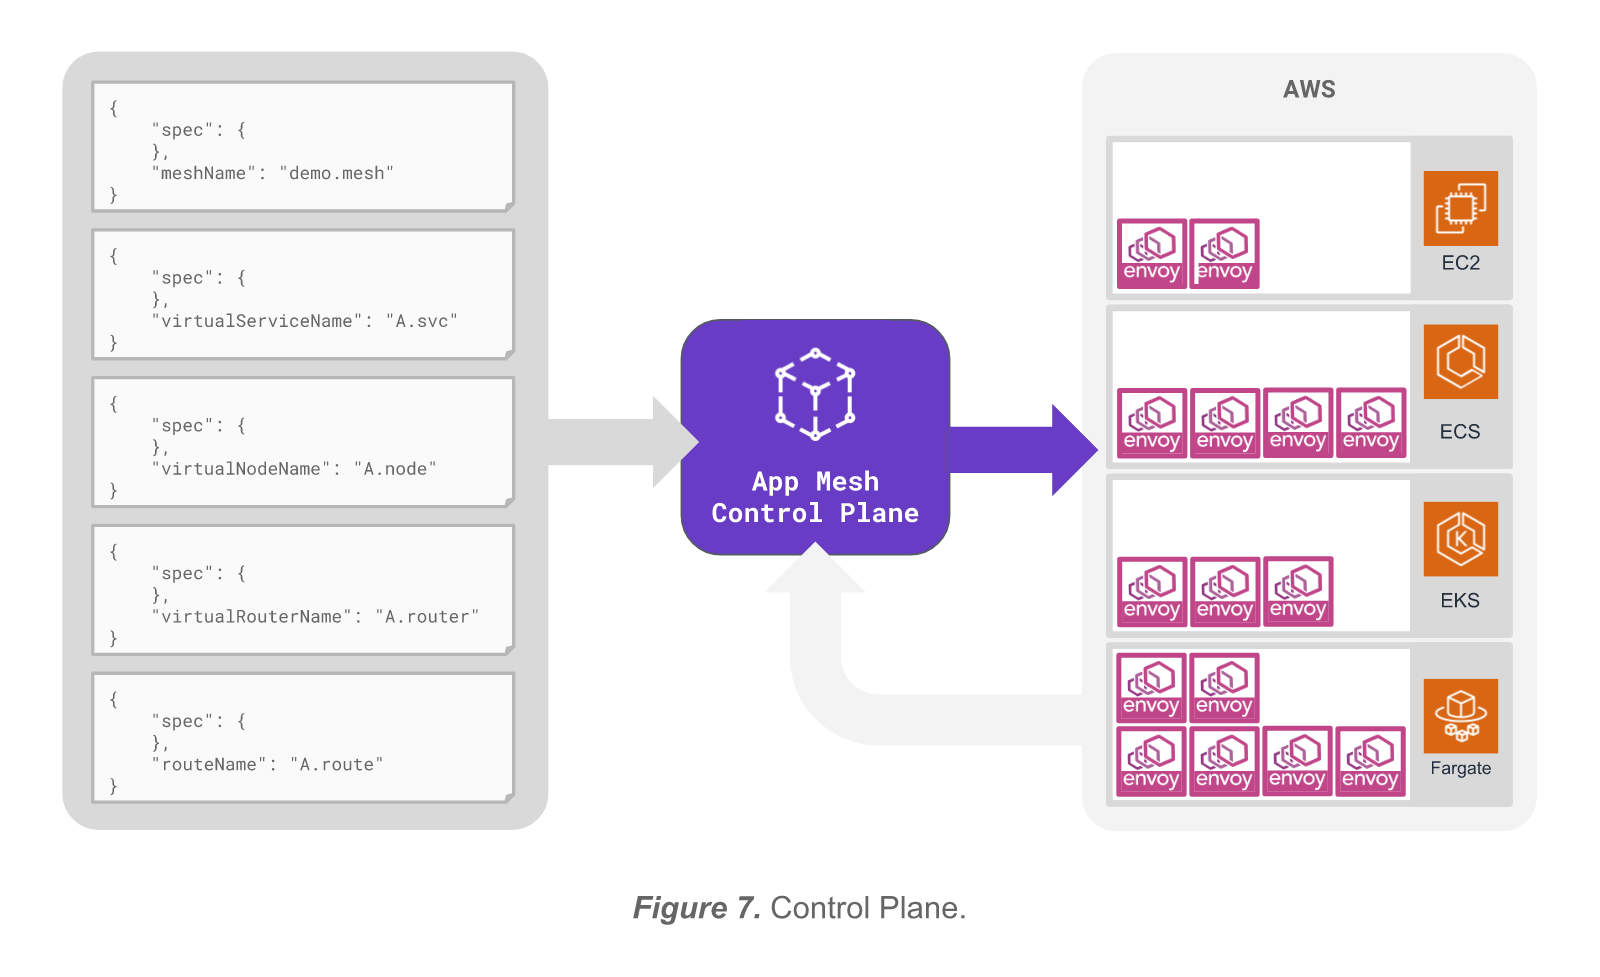 {
    "spec": {
    },
    "meshName": "demo.mesh"
}
{
    "spec": {
    },
    "virtualServiceName": "A.svc"
}
{
    "spec": {
    },
    "virtualNodeName": "A.node"
}
{
    "spec": {
    },
    "virtualRouterName": "A.router"
}
{
    "spec": {
    },
    "routeName": "A.route"
}
App Mesh
Control Plane
AWS
envoy envoy
EC2
envoy envoy envoy envoy
ECS
envoy envoy envoy
EKS
envoy envoy
envoy envoy envoy envoy
Fargate
Figure 7. Control Plane.